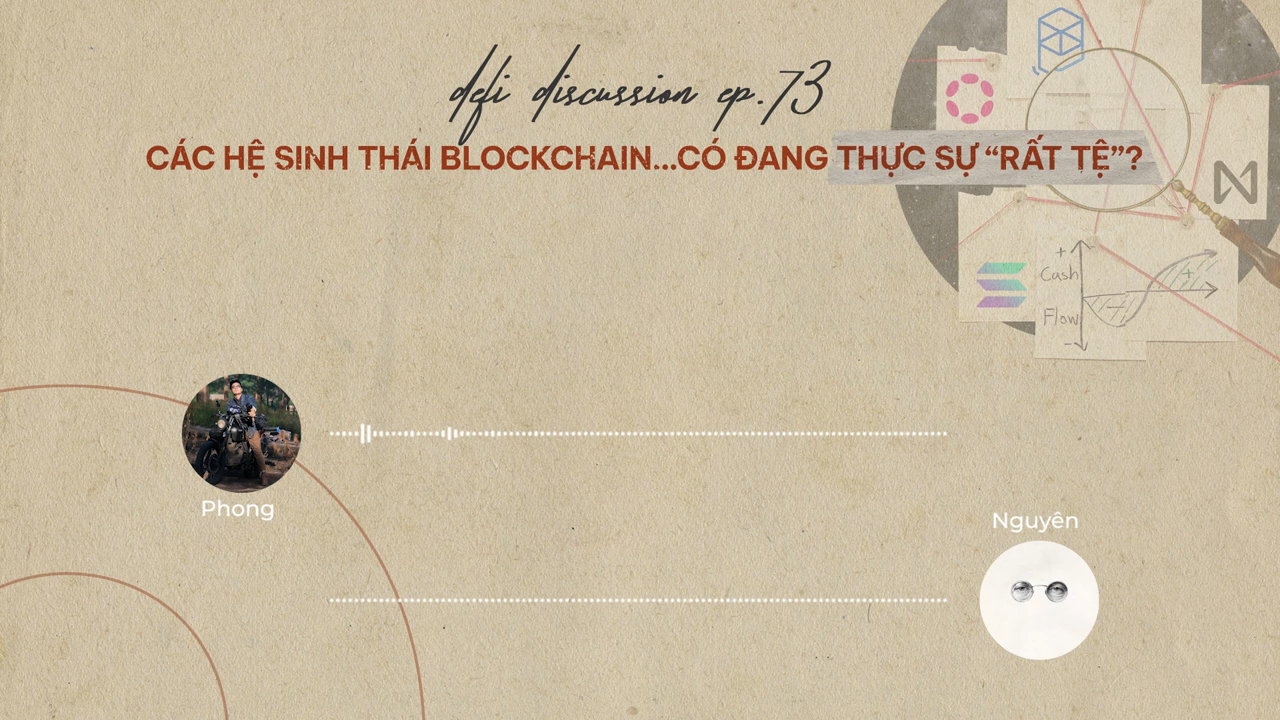 defi discussion ep.73
CÁC HỆ SINH THÁI BLOCKCHAIN...CÓ ĐANG THỰC SỰ “RẤT TỆ”?
+
Cash
+
-
Flow
-
Phong
Nguyên